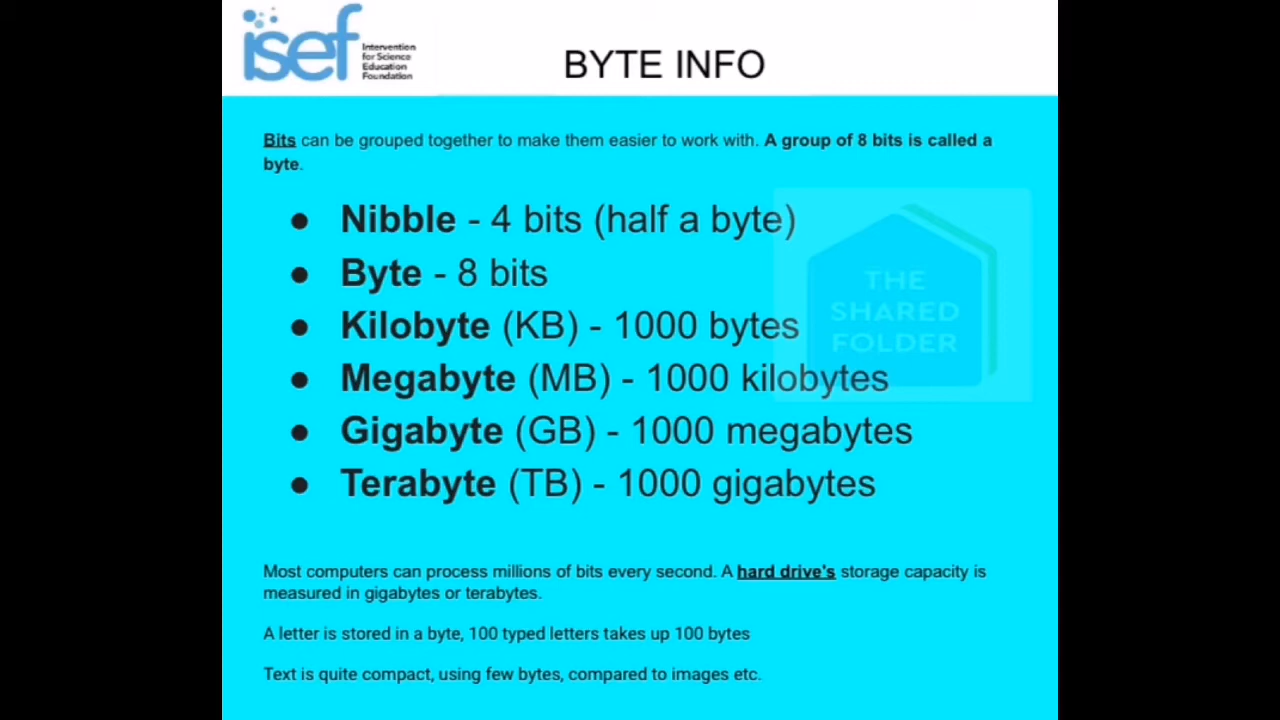 isef
Intervention
for Science
Education
Foundation
BYTE INFO
Bits can be grouped together to make them easier to work with. A group of 8 bits is called a
byte.
● Nibble - 4 bits (half a byte)
● Byte - 8 bits
● Kilobyte (KB) - 1000 bytes
● Megabyte (MB) - 1000 kilobytes
● Gigabyte (GB) - 1000 megabytes
● Terabyte (TB) - 1000 gigabytes
THE
SHARED
FOLDER
Most computers can process millions of bits every second. A hard drive's storage capacity is
measured in gigabytes or terabytes.
A letter is stored in a byte, 100 typed letters takes up 100 bytes
Text is quite compact, using few bytes, compared to images etc.